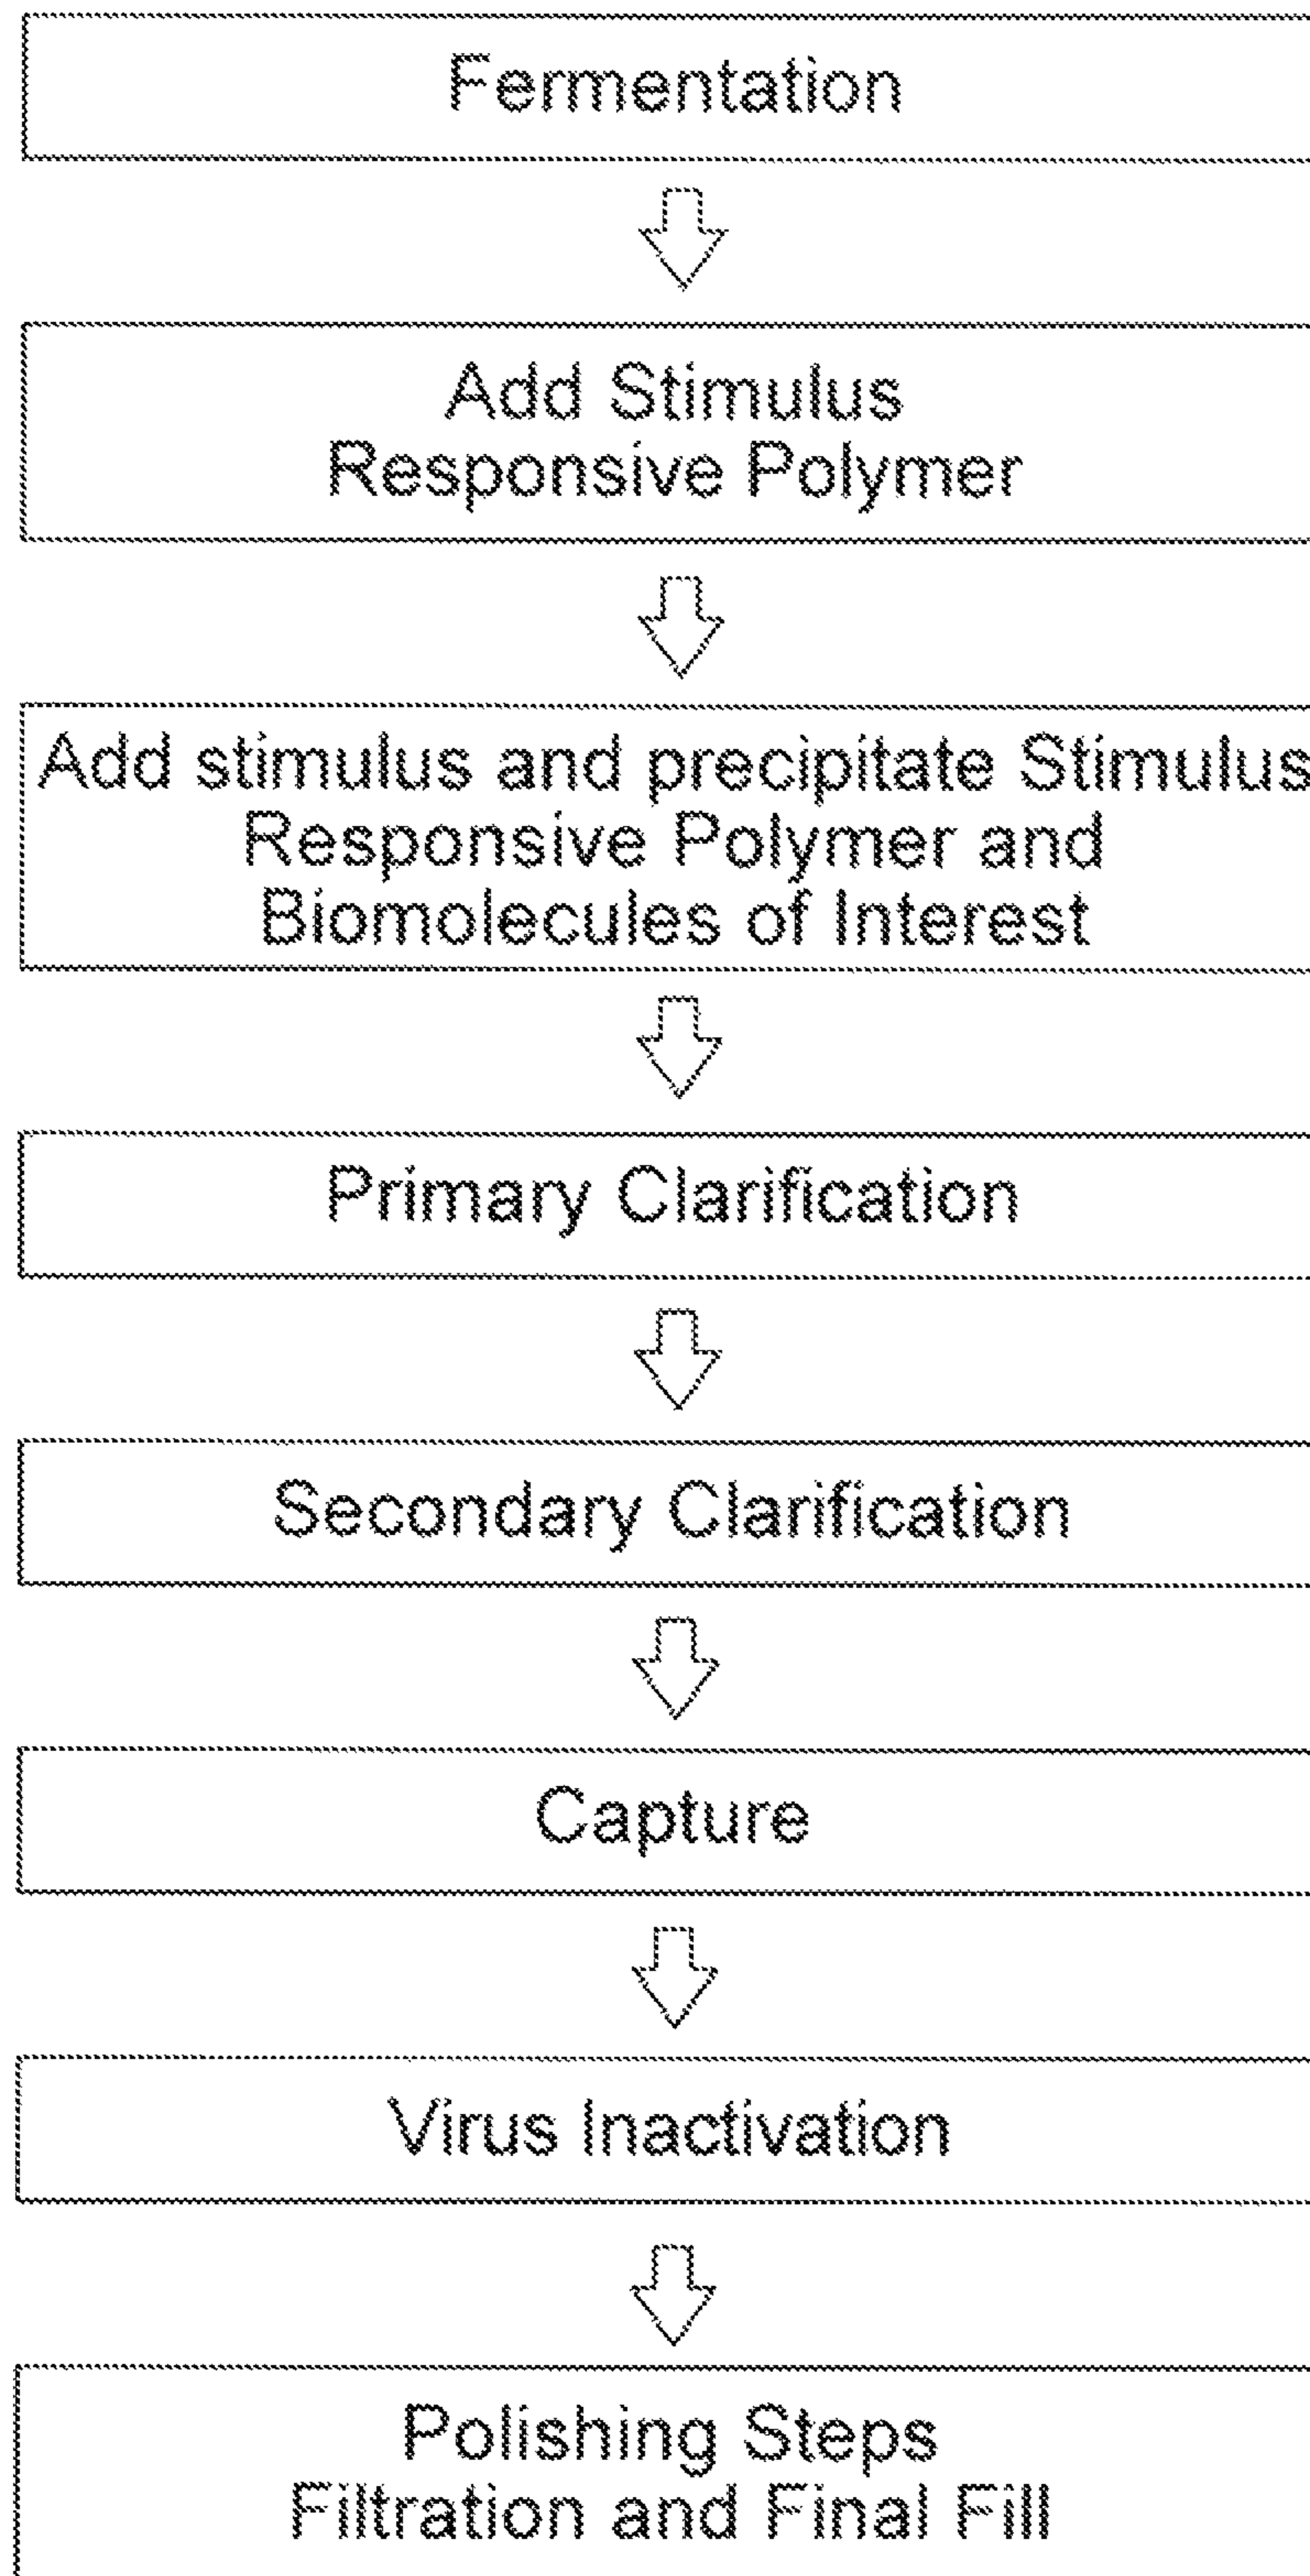 Fermentation
Add Stimulus
Responsive Polymer
Add stimulus and precipitate Stimulus
Responsive Polymer and
Biomolecules of Interest
Primary Clarification
Secondary Clarification
Capture
Virus Inactivation
Polishing Steps
Filtration and Final Fill